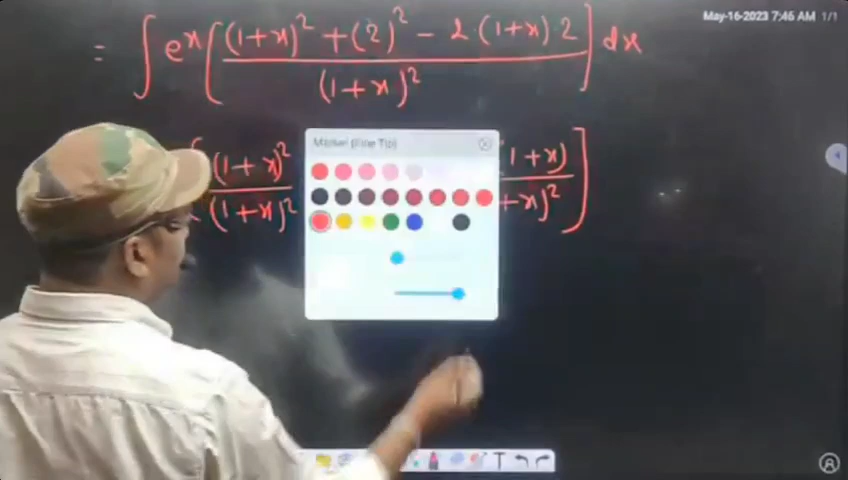 May-16-2023 7:46 AM 1/1
= ∫ eˣ [ ((1+x)² + (2)² − 2·(1+x)·2) / (1+x)² ] dx
Marker (Fine Tip)
(1+x)² / (1+x)² (1+x) / +x)² ]
T